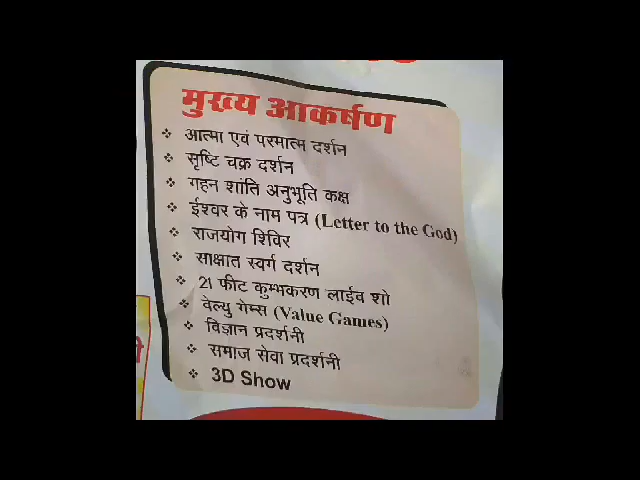 मुख्य आकर्षण
आत्मा एवं परमात्म दर्शन
सृष्टि चक्र दर्शन
गहन शांति अनुभूति कक्ष
ईश्वर के नाम पत्र (Letter to the God)
राजयोग शिविर
साक्षात स्वर्ग दर्शन
21 फीट कुम्भकरण लाईव शो
वेल्यु गेम्स (Value Games)
विज्ञान प्रदर्शनी
समाज सेवा प्रदर्शनी
3D Show